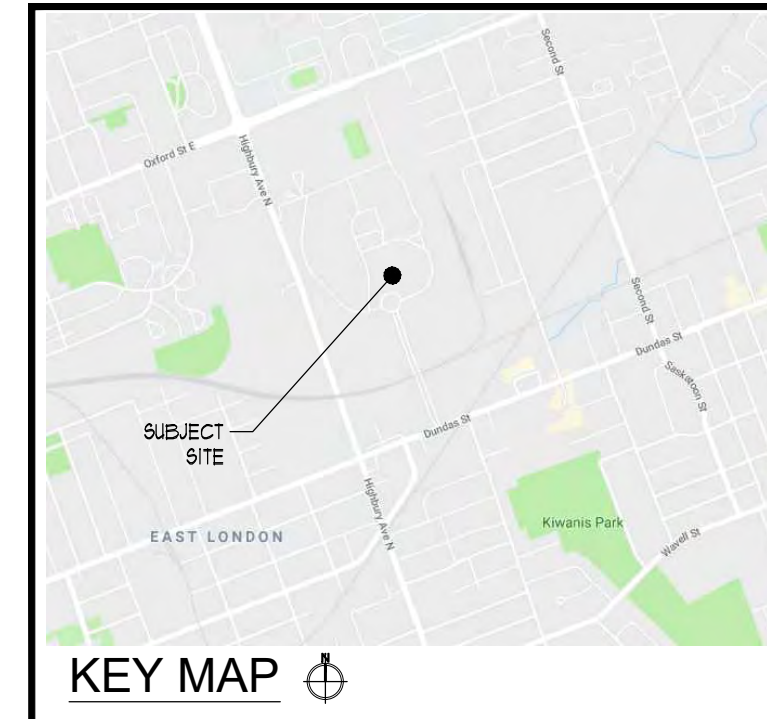 Second St
Oxford St E
Highbury Ave N
Second St
Dundas St
Saskatoon St
SUBJECT
SITE
Dundas St
Highbury Ave N
Kiwanis Park
EAST LONDON
Wavell St
KEY MAP
N